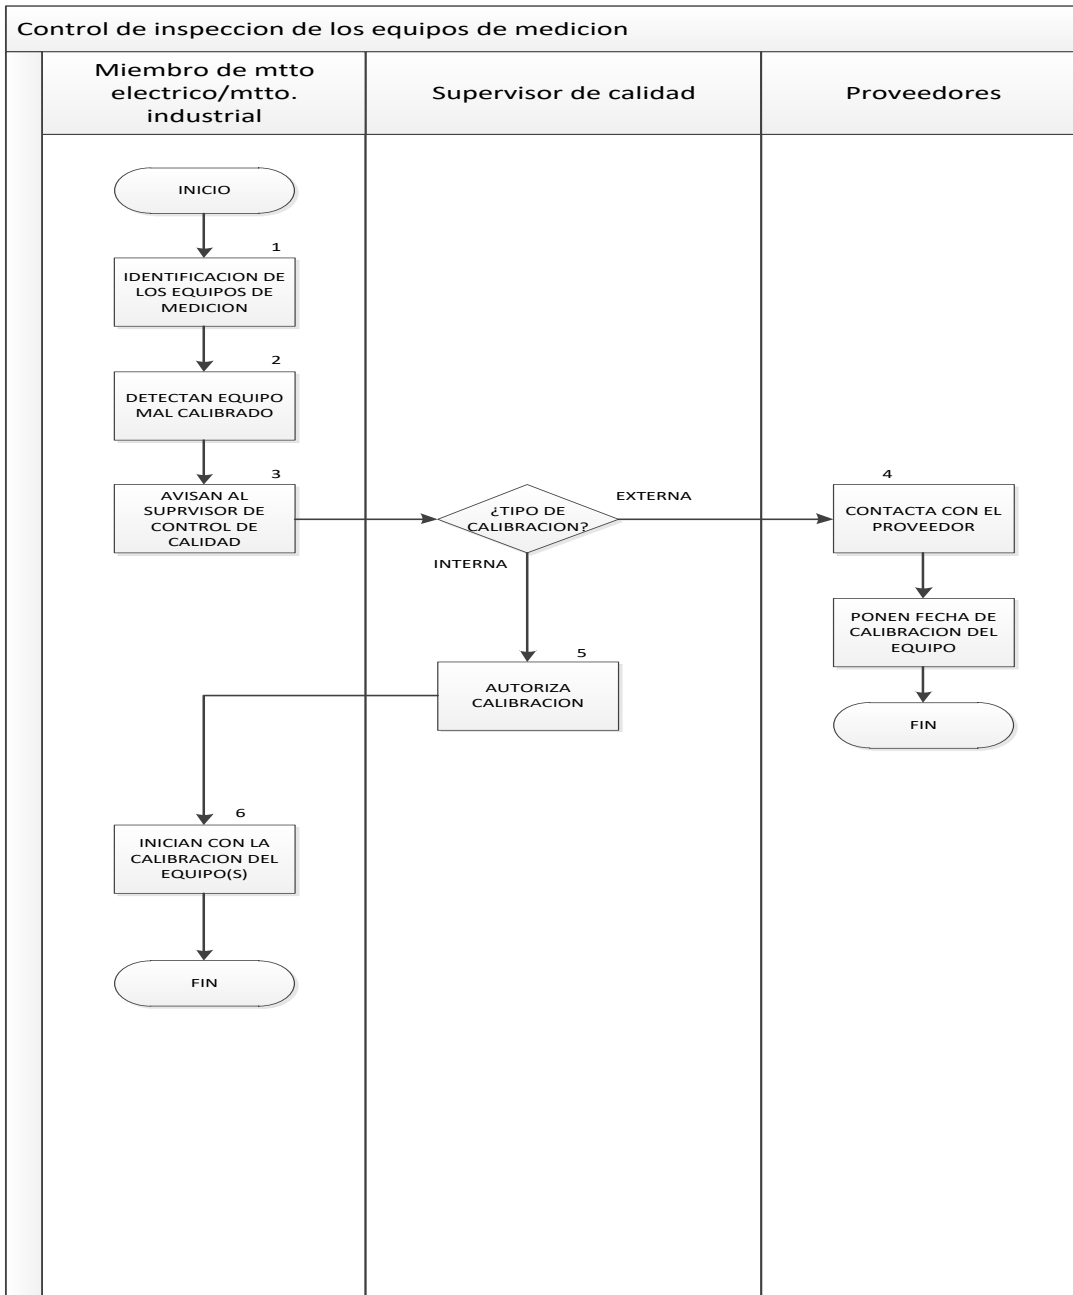 Control de inspeccion de los equipos de medicion
Miembro de mtto
electrico/mtto.
industrial
Supervisor de calidad
Proveedores
INICIO
1
IDENTIFICACION DE
LOS EQUIPOS DE
MEDICION
2
DETECTAN EQUIPO
MAL CALIBRADO
3
AVISAN AL
SUPRVISOR DE
CONTROL DE
CALIDAD
¿TIPO DE
CALIBRACION?
EXTERNA
INTERNA
4
CONTACTA CON EL
PROVEEDOR
PONEN FECHA DE
CALIBRACION DEL
EQUIPO
FIN
5
AUTORIZA
CALIBRACION
6
INICIAN CON LA
CALIBRACION DEL
EQUIPO(S)
FIN